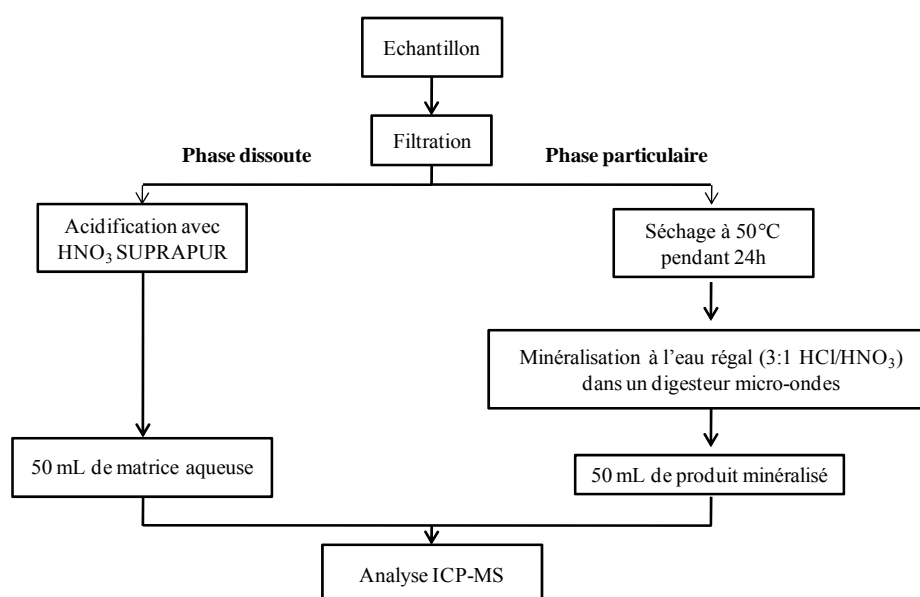 Echantillon
Filtration
Phase dissoute
Phase particulaire
Acidification avec
HNO₃ SUPRAPUR
Séchage à 50°C
pendant 24h
Minéralisation à l'eau régal (3:1 HCl/HNO₃)
dans un digesteur micro-ondes
50 mL de matrice aqueuse
50 mL de produit minéralisé
Analyse ICP-MS